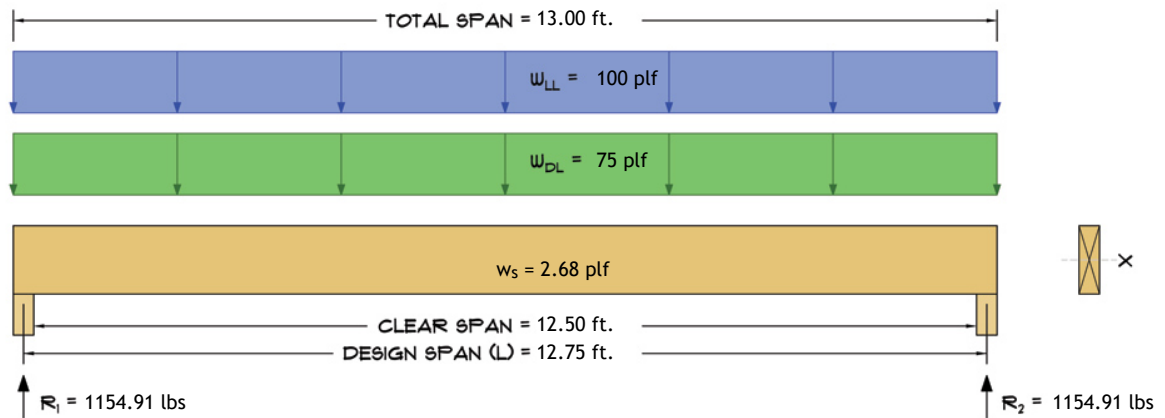 TOTAL SPAN = 13.00 ft.
WLL = 100 plf
WDL = 75 plf
ws = 2.68 plf
X
CLEAR SPAN = 12.50 ft.
DESIGN SPAN (L) = 12.75 ft.
R1 = 1154.91 lbs
R2 = 1154.91 lbs